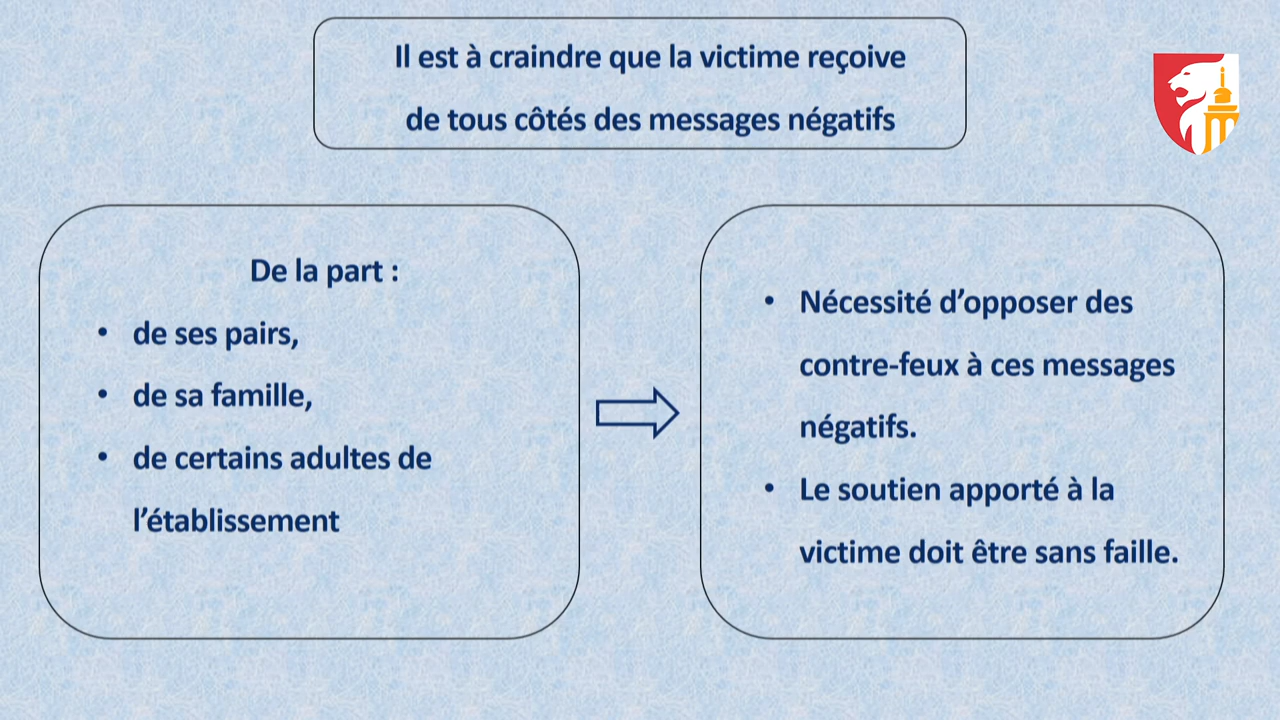 Il est à craindre que la victime reçoive
de tous côtés des messages négatifs
De la part :
• de ses pairs,
• de sa famille,
• de certains adultes de
l’établissement
• Nécessité d’opposer des
contre-feux à ces messages
négatifs.
• Le soutien apporté à la
victime doit être sans faille.